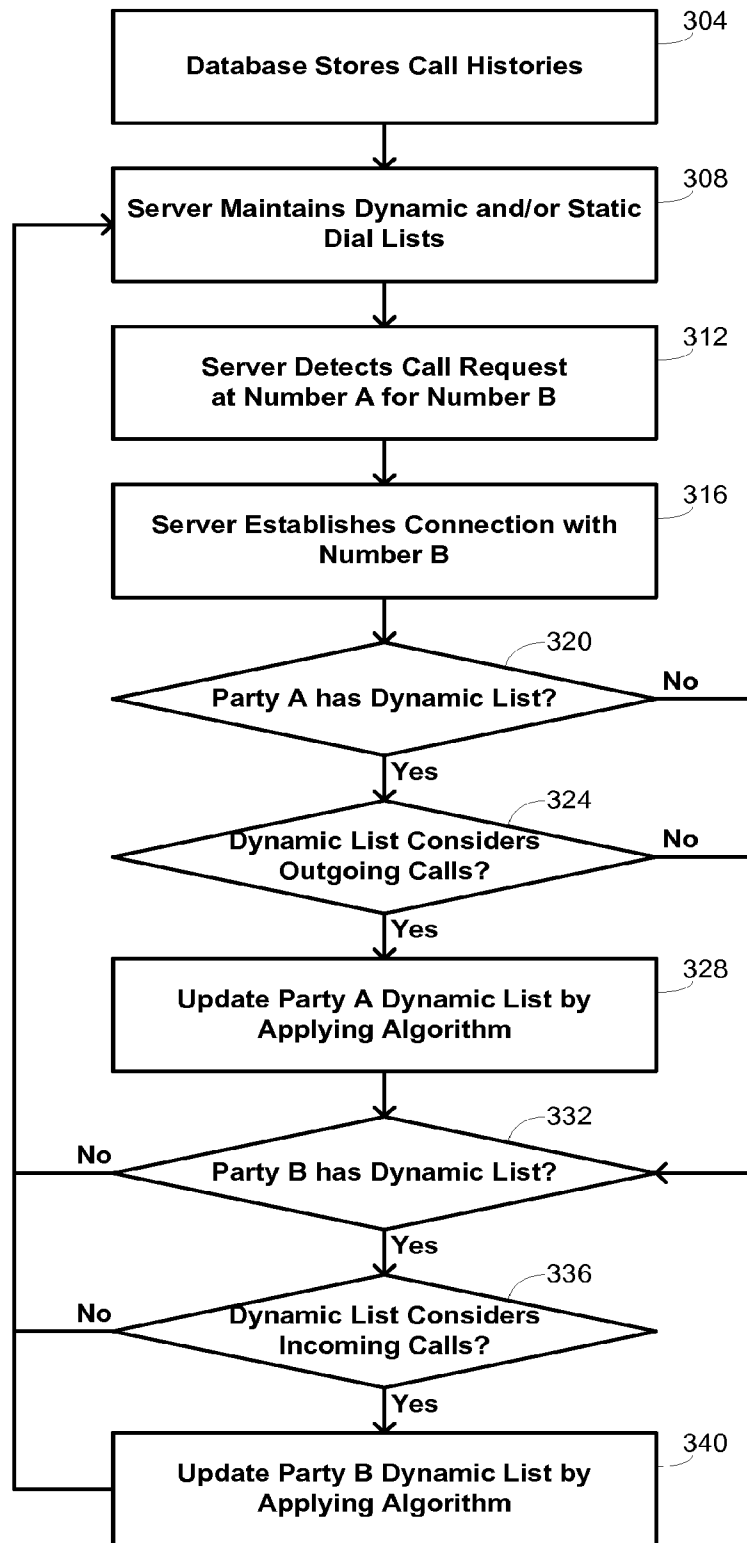 304
Database Stores Call Histories
308
Server Maintains Dynamic and/or Static
Dial Lists
312
Server Detects Call Request
at Number A for Number B
316
Server Establishes Connection with
Number B
320
Party A has Dynamic List?
No
Yes
324
Dynamic List Considers
Outgoing Calls?
No
Yes
328
Update Party A Dynamic List by
Applying Algorithm
332
No
Party B has Dynamic List?
Yes
336
No
Dynamic List Considers
Incoming Calls?
Yes
340
Update Party B Dynamic List by
Applying Algorithm